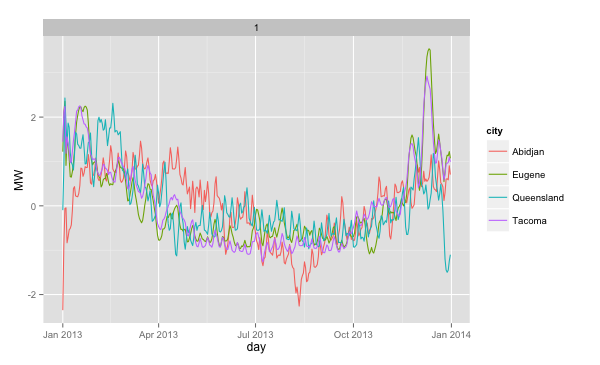 1
MW
2
0
-2
Jan 2013
Apr 2013
Jul 2013
Oct 2013
Jan 2014
day
city
Abidjan
Eugene
Queensland
Tacoma